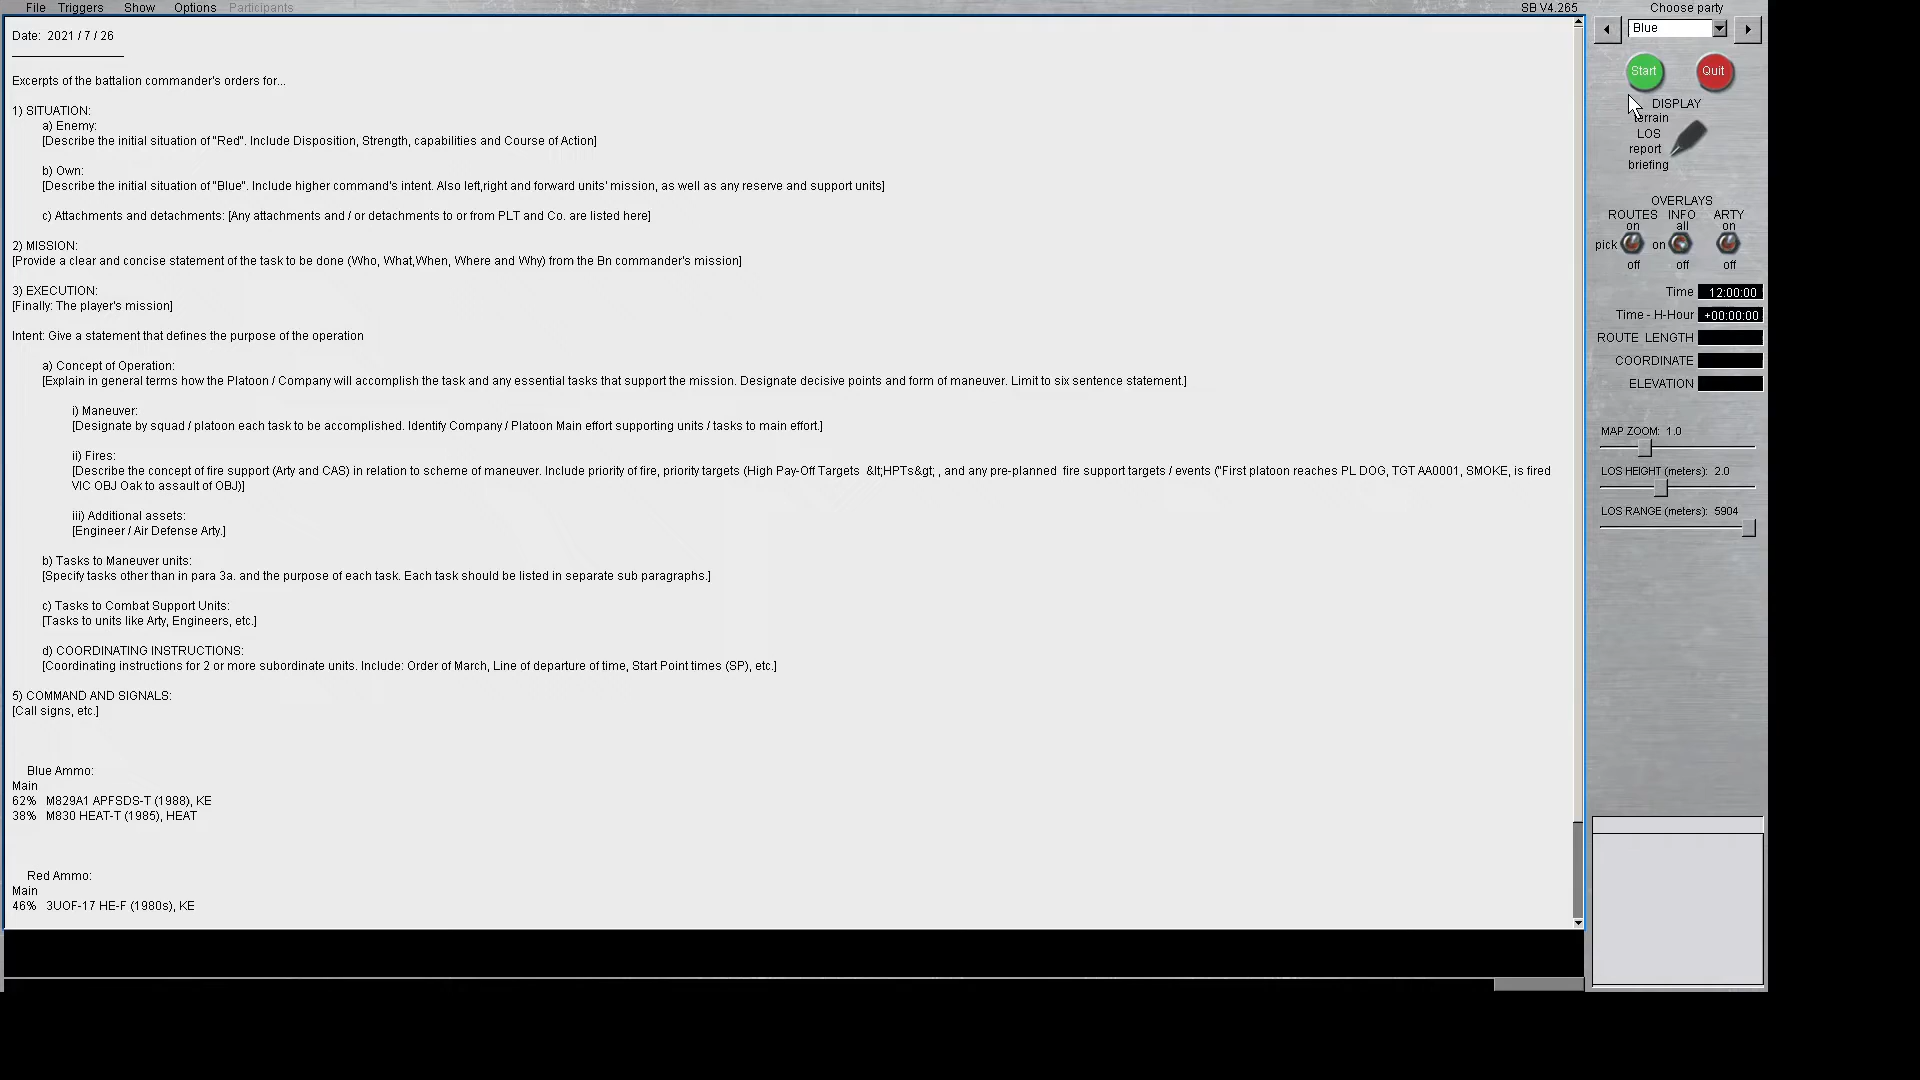 File Triggers Show Options Participants SB V4.265 Choose party
Blue
Date: 2021 / 7 / 26
Excerpts of the battalion commander's orders for...
1) SITUATION:
a) Enemy:
[Describe the initial situation of "Red". Include Disposition, Strength, capabilities and Course of Action]
b) Own:
[Describe the initial situation of "Blue". Include higher command's intent. Also left,right and forward units' mission, as well as any reserve and support units]
c) Attachments and detachments: [Any attachments and / or detachments to or from PLT and Co. are listed here]
2) MISSION:
[Provide a clear and concise statement of the task to be done (Who, What,When, Where and Why) from the Bn commander's mission]
3) EXECUTION:
[Finally: The player's mission]
Intent: Give a statement that defines the purpose of the operation
a) Concept of Operation:
[Explain in general terms how the Platoon / Company will accomplish the task and any essential tasks that support the mission. Designate decisive points and form of maneuver. Limit to six sentence statement.]
i) Maneuver:
[Designate by squad / platoon each task to be accomplished. Identify Company / Platoon Main effort supporting units / tasks to main effort.]
ii) Fires:
[Describe the concept of fire support (Arty and CAS) in relation to scheme of maneuver. Include priority of fire, priority targets (High Pay-Off Targets &lt;HPTs&gt; , and any pre-planned fire support targets / events ("First platoon reaches PL DOG, TGT AA0001, SMOKE, is fired
VIC OBJ Oak to assault of OBJ)]
iii) Additional assets:
[Engineer / Air Defense Arty.]
b) Tasks to Maneuver units:
[Specify tasks other than in para 3a. and the purpose of each task. Each task should be listed in separate sub paragraphs.]
c) Tasks to Combat Support Units:
[Tasks to units like Arty, Engineers, etc.]
d) COORDINATING INSTRUCTIONS:
[Coordinating instructions for 2 or more subordinate units. Include: Order of March, Line of departure of time, Start Point times (SP), etc.]
5) COMMAND AND SIGNALS:
[Call signs, etc.]
Blue Ammo:
Main
62% M829A1 APFSDS-T (1988), KE
38% M830 HEAT-T (1985), HEAT
Red Ammo:
Main
46% 3UOF-17 HE-F (1980s), KE
Start Quit
DISPLAY
terrain
LOS
report
briefing
OVERLAYS
ROUTES INFO ARTY
on all on
pick on
off off off
Time 12:00:00
Time - H-Hour +00:00:00
ROUTE LENGTH
COORDINATE
ELEVATION
MAP ZOOM: 1.0
LOS HEIGHT (meters): 2.0
LOS RANGE (meters): 5904